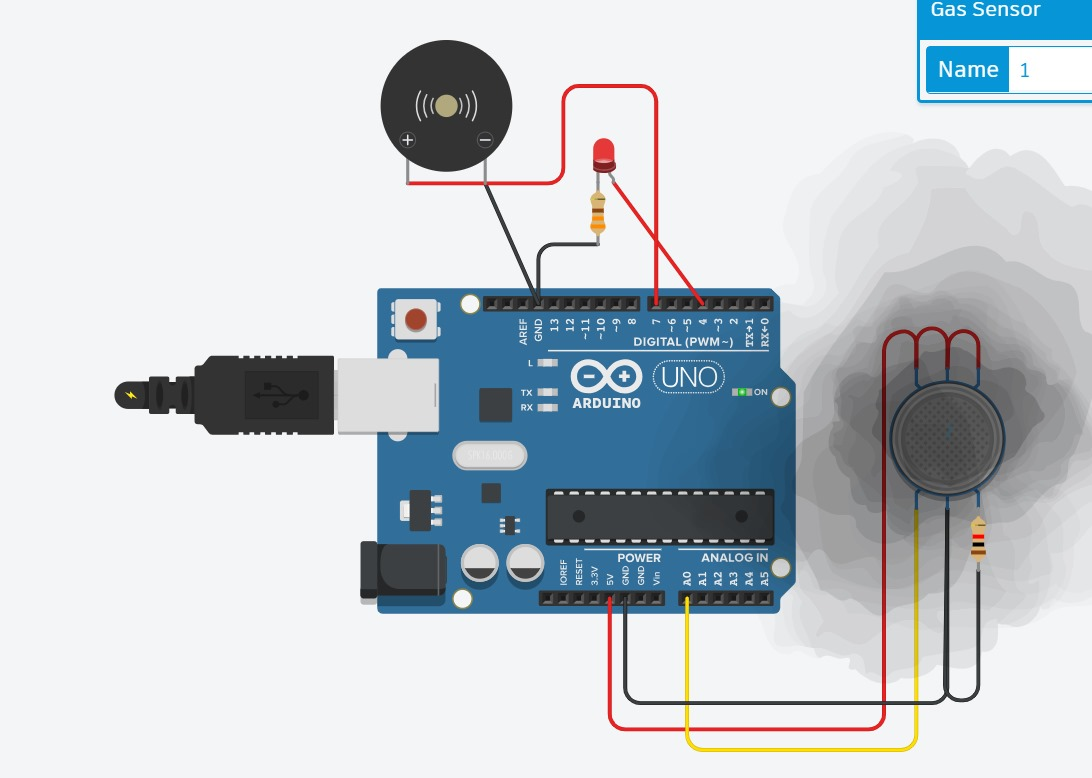 Gas Sensor
Name 1
AREF
GND
13
12
~11
~10
~9
8
7
~6
~5
4
~3
2
TX→1
RX←0
DIGITAL (PWM~)
L
TX
RX
ARDUINO
UNO
ON
POWER
ANALOG IN
IOREF
RESET
3.3V
5V
GND
GND
Vin
A0
A1
A2
A3
A4
A5